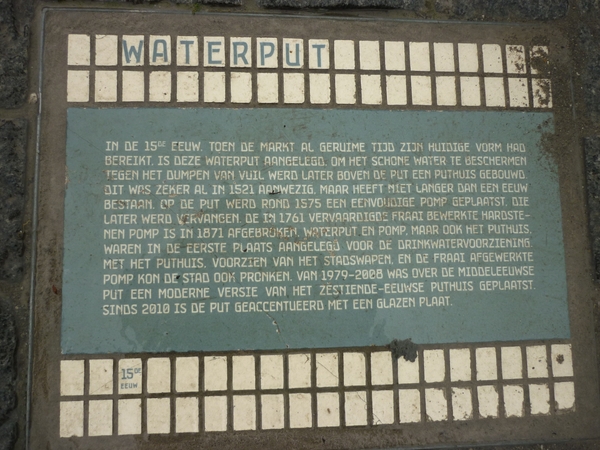 WATERPUT
IN DE 15DE EEUW, TOEN DE MARKT AL GERUIME TIJD ZIJN HUIDIGE VORM HAD
BEREIKT, IS DEZE WATERPUT AANGELEGD. OM HET SCHONE WATER TE BESCHERMEN
TEGEN HET DUMPEN VAN VUIL WERD LATER BOVEN DE PUT EEN PUTHUIS GEBOUWD.
DIT WAS ZEKER AL IN 1521 AANWEZIG, MAAR HEEFT NIET LANGER DAN EEN EEUW
BESTAAN. OP DE PUT WERD ROND 1575 EEN EENVOUDIGE POMP GEPLAATST, DIE
LATER WERD VERVANGEN. DE IN 1761 VERVAARDIGDE FRAAI BEWERKTE HARDSTE-
NEN POMP IS IN 1871 AFGEBROKEN. WATERPUT EN POMP, MAAR OOK HET PUTHUIS,
WAREN IN DE EERSTE PLAATS AANGELEGD VOOR DE DRINKWATERVOORZIENING.
MET HET PUTHUIS, VOORZIEN VAN HET STADSWAPEN, EN DE FRAAI AFGEWERKTE
POMP KON DE STAD OOK PRONKEN. VAN 1979-2008 WAS OVER DE MIDDELEEUWSE
PUT EEN MODERNE VERSIE VAN HET ZESTIENDE-EEUWSE PUTHUIS GEPLAATST.
SINDS 2010 IS DE PUT GEACCENTUEERD MET EEN GLAZEN PLAAT.
15DE
EEUW